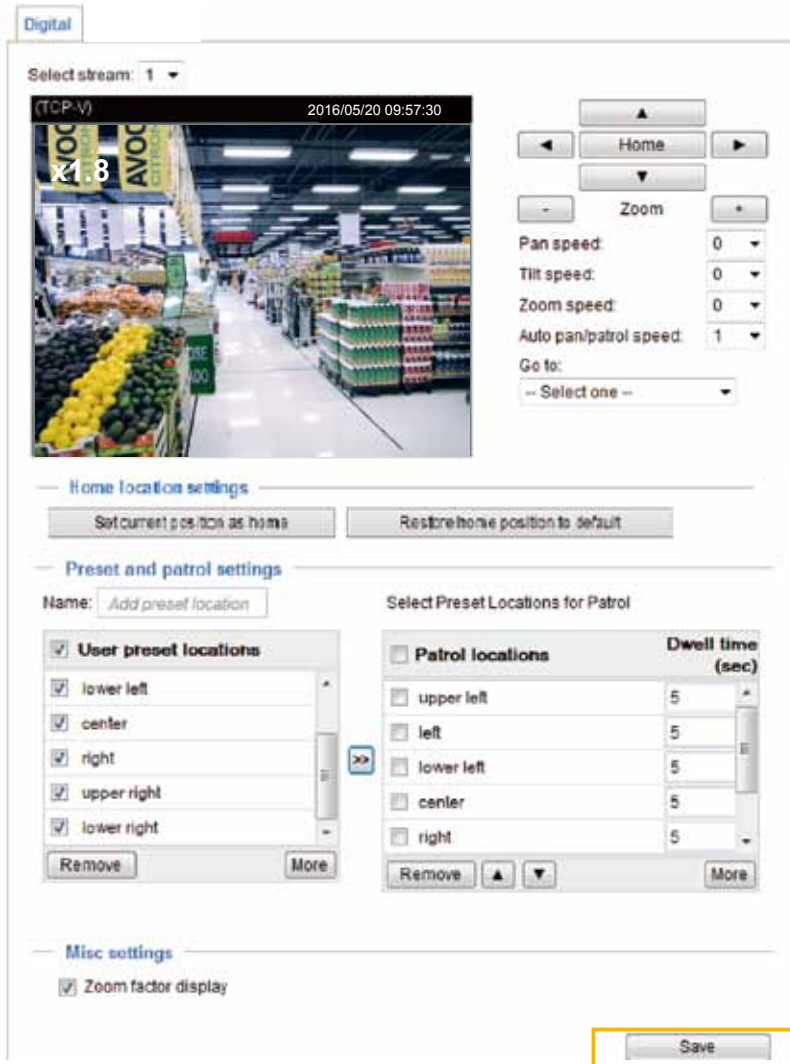 Digital
Select stream: 1
(TCP-V) 2016/05/20 09:57:30
x1.8
AVOC
CITRON
AVOC
CITRON
Home
- Zoom +
Pan speed: 0
Tilt speed: 0
Zoom speed: 0
Auto pan/patrol speed: 1
Go to:
-- Select one --
Home location settings
Set current position as home
Restore home position to default
Preset and patrol settings
Name: Add preset location
Select Preset Locations for Patrol
User preset locations
lower left
center
right
upper right
lower right
Remove
More
>>
Patrol locations Dwell time (sec)
upper left 5
left 5
lower left 5
center 5
right 5
Remove
More
Misc settings
Zoom factor display
Save